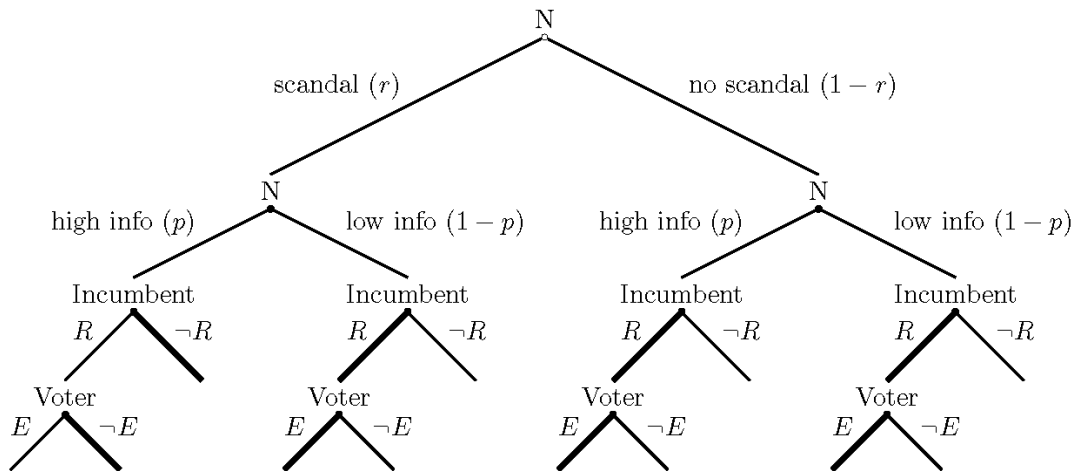 N
scandal (r) no scandal (1 − r)
N N
high info (p) low info (1 − p) high info (p) low info (1 − p)
Incumbent Incumbent Incumbent Incumbent
R ¬R R ¬R R ¬R R ¬R
Voter Voter Voter Voter
E ¬E E ¬E E ¬E E ¬E